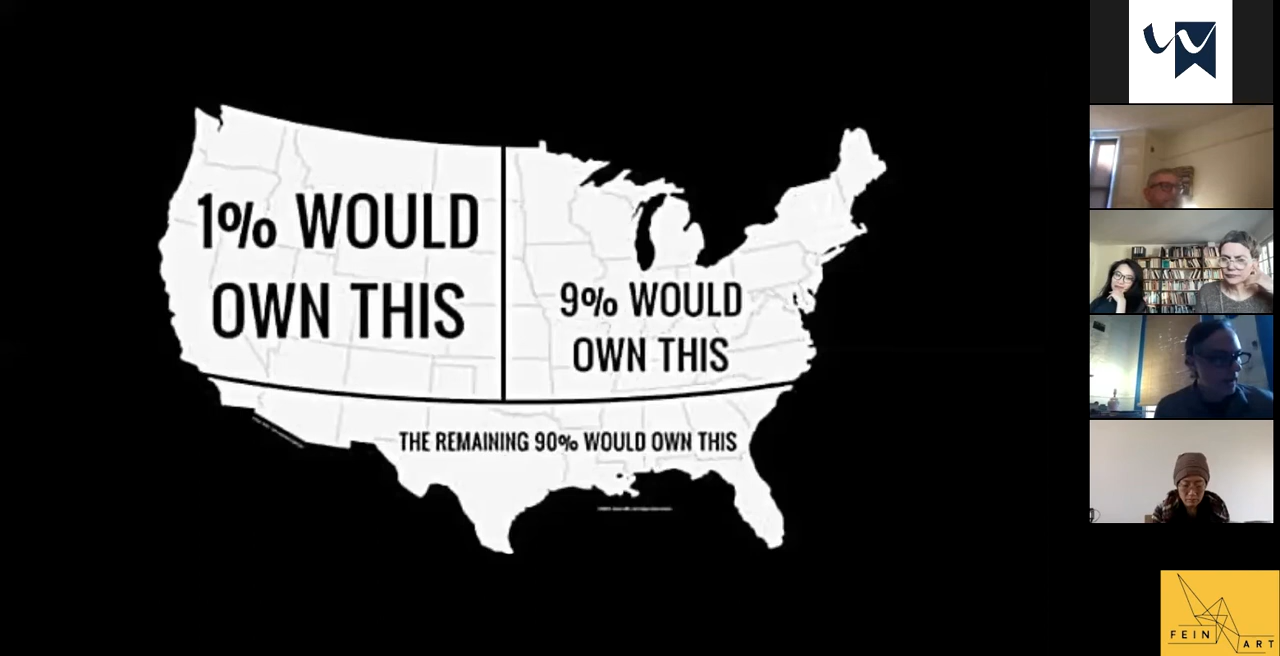 1% WOULD
OWN THIS
9% WOULD
OWN THIS
THE REMAINING 90% WOULD OWN THIS
FEIN
ART